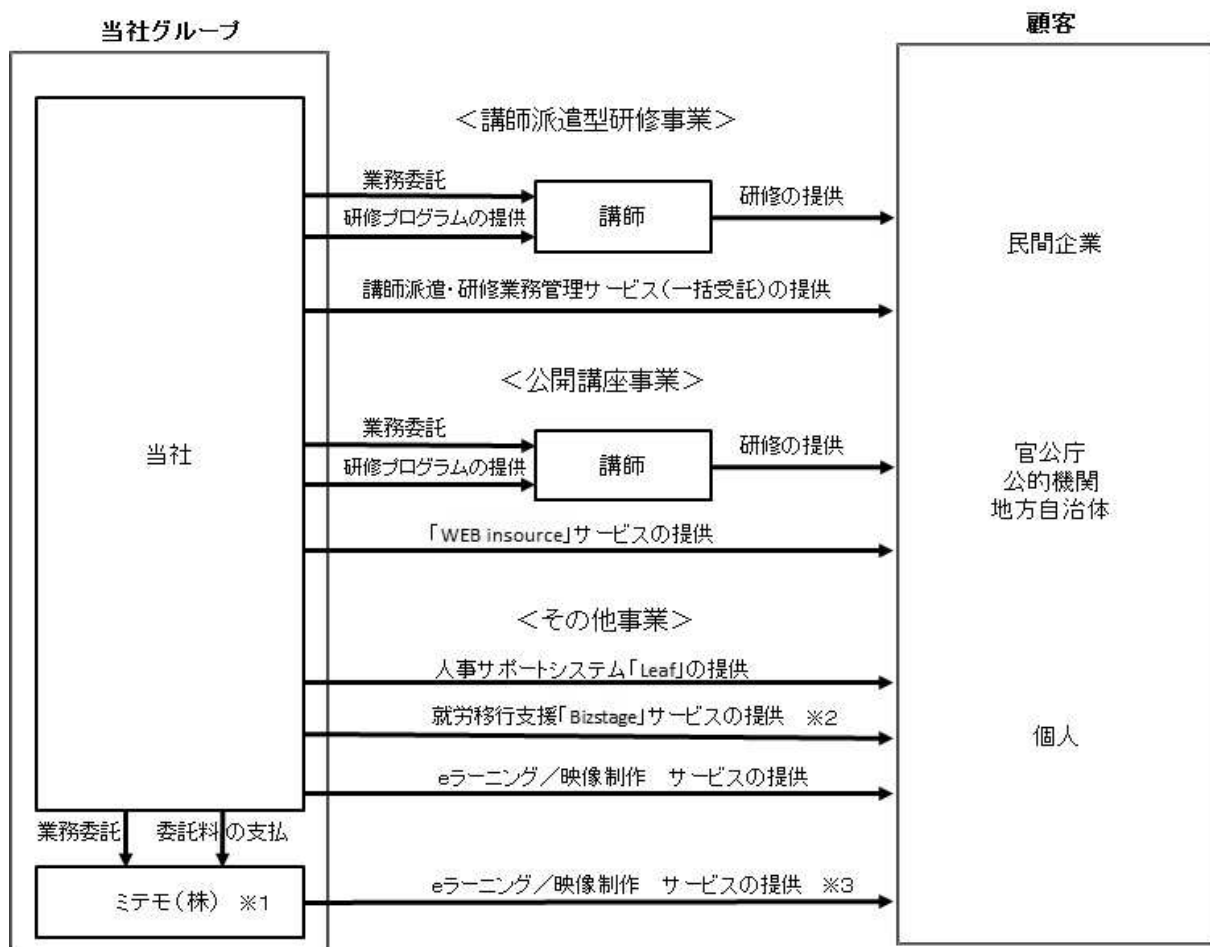 当社グループ
顧客
＜講師派遣型研修事業＞
業務委託
研修プログラムの提供
講師
研修の提供
民間企業
講師派遣・研修業務管理サービス（一括受託）の提供
＜公開講座事業＞
当社
業務委託
研修プログラムの提供
講師
研修の提供
官公庁
公的機関
地方自治体
「WEB insource」サービスの提供
＜その他事業＞
人事サポートシステム「Leaf」の提供
就労移行支援「Bizstage」サービスの提供　※2
個人
eラーニング／映像制作　サービスの提供
業務委託
委託料の支払
ミテモ（株）　※1
eラーニング／映像制作　サービスの提供　※3